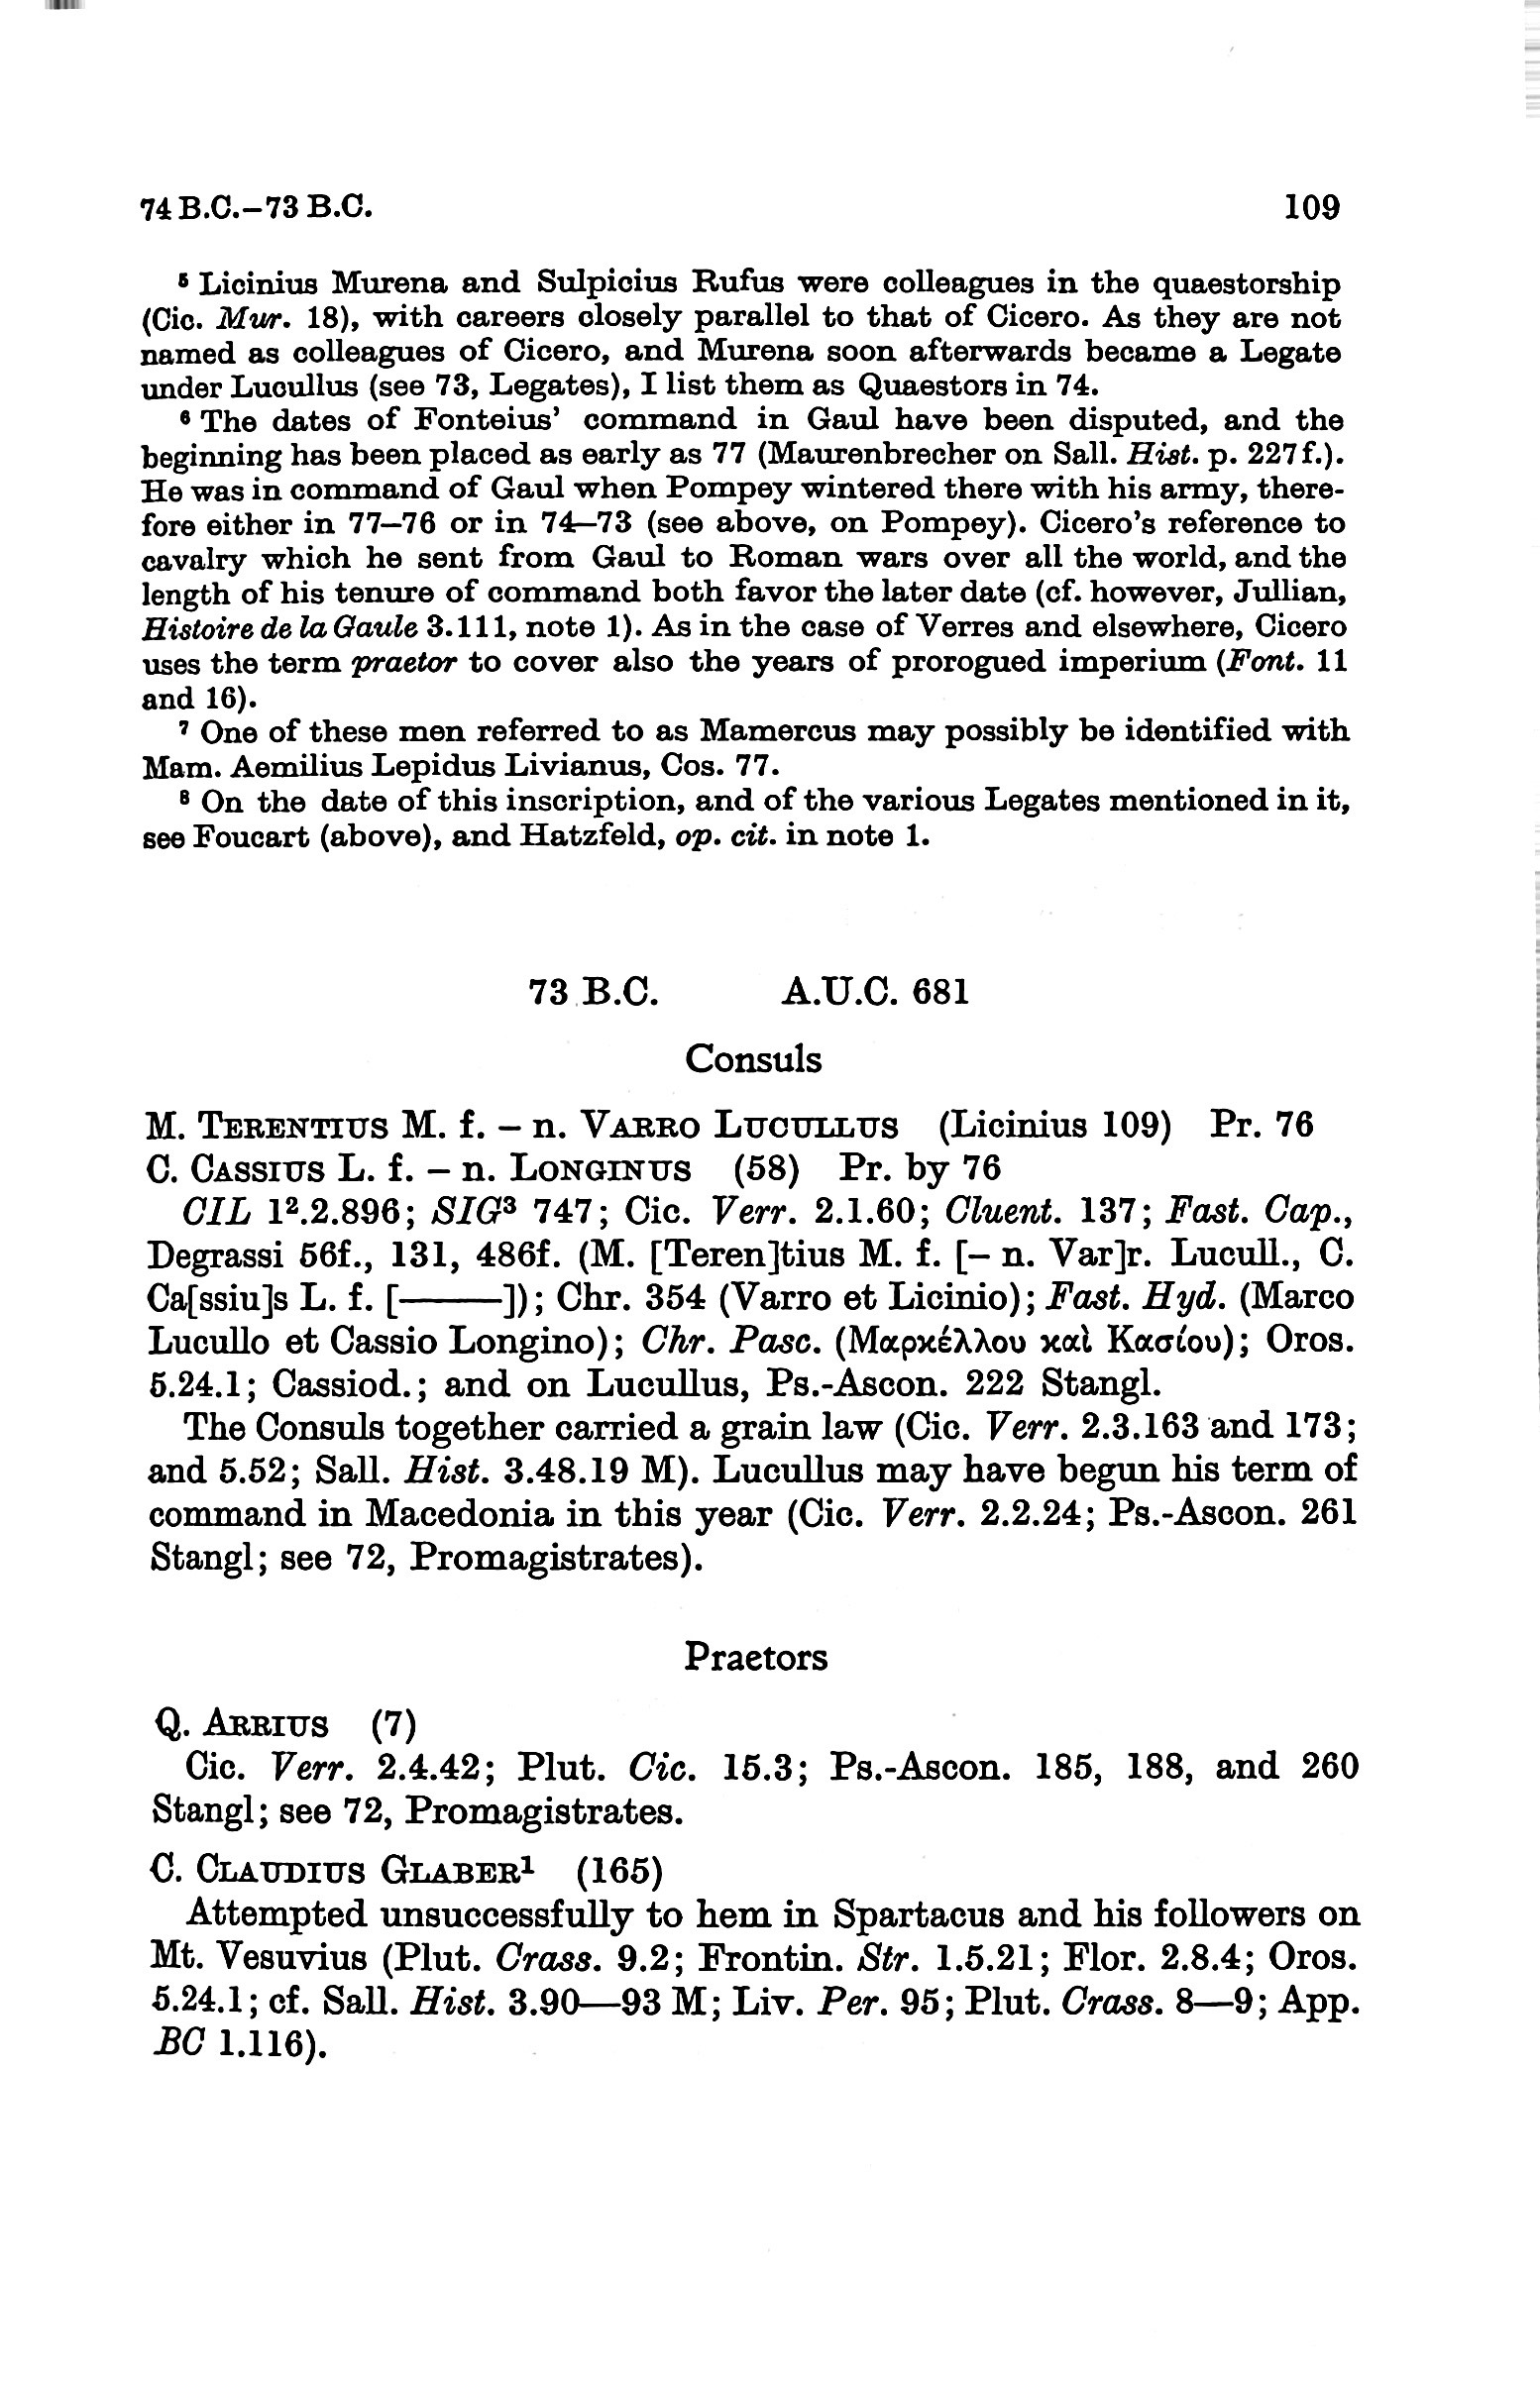 74 B.C.–73 B.C. 109
⁵ Licinius Murena and Sulpicius Rufus were colleagues in the quaestorship
(Cic. Mur. 18), with careers closely parallel to that of Cicero. As they are not
named as colleagues of Cicero, and Murena soon afterwards became a Legate
under Lucullus (see 73, Legates), I list them as Quaestors in 74.
⁶ The dates of Fonteius’ command in Gaul have been disputed, and the
beginning has been placed as early as 77 (Maurenbrecher on Sall. Hist. p. 227f.).
He was in command of Gaul when Pompey wintered there with his army, there-
fore either in 77–76 or in 74–73 (see above, on Pompey). Cicero’s reference to
cavalry which he sent from Gaul to Roman wars over all the world, and the
length of his tenure of command both favor the later date (cf. however, Jullian,
Histoire de la Gaule 3.111, note 1). As in the case of Verres and elsewhere, Cicero
uses the term praetor to cover also the years of prorogued imperium (Font. 11
and 16).
⁷ One of these men referred to as Mamercus may possibly be identified with
Mam. Aemilius Lepidus Livianus, Cos. 77.
⁸ On the date of this inscription, and of the various Legates mentioned in it,
see Foucart (above), and Hatzfeld, op. cit. in note 1.
73 B.C. A.U.C. 681
Consuls
M. TERENTIUS M. f. – n. VARRO LUCULLUS (Licinius 109) Pr. 76
C. CASSIUS L. f. – n. LONGINUS (58) Pr. by 76
CIL 1².2.896; SIG³ 747; Cic. Verr. 2.1.60; Cluent. 137; Fast. Cap.,
Degrassi 56f., 131, 486f. (M. [Teren]tius M. f. [– n. Var]r. Lucull., C.
Ca[ssiu]s L. f. [———]); Chr. 354 (Varro et Licinio); Fast. Hyd. (Marco
Lucullo et Cassio Longino); Chr. Pasc. (Μαρκέλλου καὶ Κασίου); Oros.
5.24.1; Cassiod.; and on Lucullus, Ps.-Ascon. 222 Stangl.
The Consuls together carried a grain law (Cic. Verr. 2.3.163 and 173;
and 5.52; Sall. Hist. 3.48.19 M). Lucullus may have begun his term of
command in Macedonia in this year (Cic. Verr. 2.2.24; Ps.-Ascon. 261
Stangl; see 72, Promagistrates).
Praetors
Q. ARRIUS (7)
Cic. Verr. 2.4.42; Plut. Cic. 15.3; Ps.-Ascon. 185, 188, and 260
Stangl; see 72, Promagistrates.
C. CLAUDIUS GLABER¹ (165)
Attempted unsuccessfully to hem in Spartacus and his followers on
Mt. Vesuvius (Plut. Crass. 9.2; Frontin. Str. 1.5.21; Flor. 2.8.4; Oros.
5.24.1; cf. Sall. Hist. 3.90—93 M; Liv. Per. 95; Plut. Crass. 8—9; App.
BC 1.116).